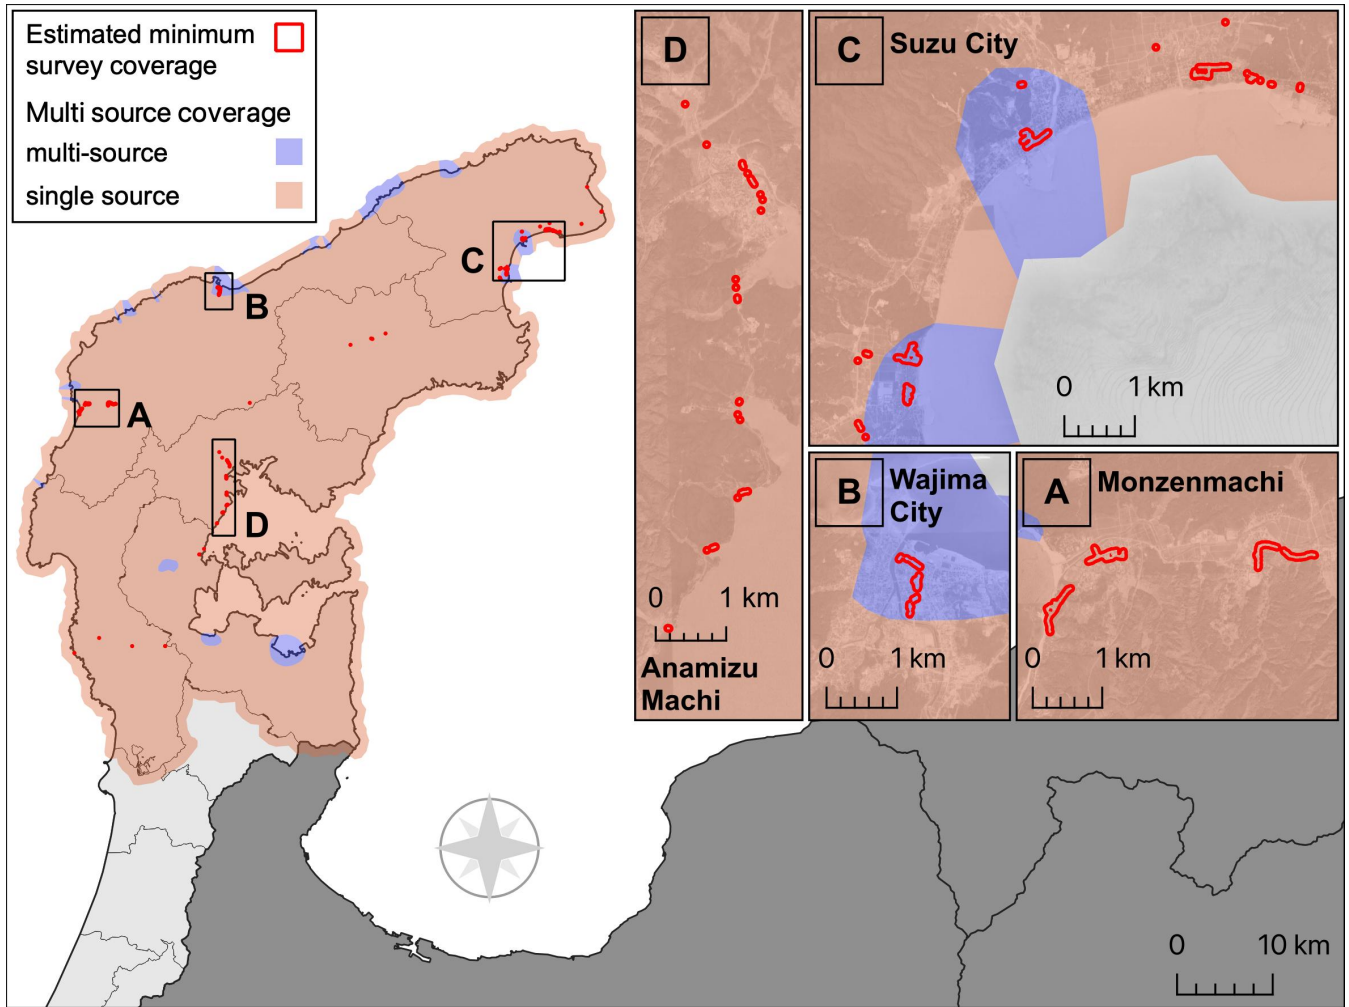 Estimated minimum
survey coverage
Multi source coverage
multi-source
single source
A
B
C
D
D
0 1 km
Anamizu
Machi
C Suzu City
0 1 km
B Wajima
City
0 1 km
A Monzenmachi
0 1 km
0 10 km